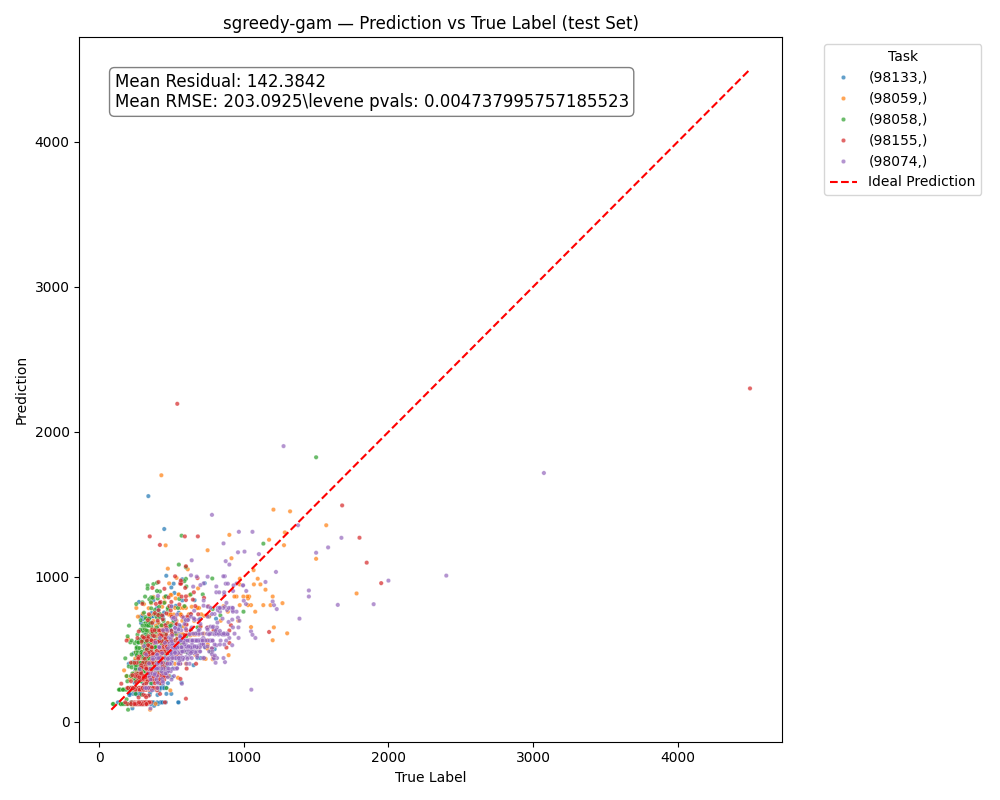 sgreedy-gam — Prediction vs True Label (test Set)
Mean Residual: 142.3842
Mean RMSE: 203.0925\levene pvals: 0.004737995757185523
Task
(98133,)
(98059,)
(98058,)
(98155,)
(98074,)
Ideal Prediction
Prediction
4000
3000
2000
1000
0
0 1000 2000 3000 4000
True Label